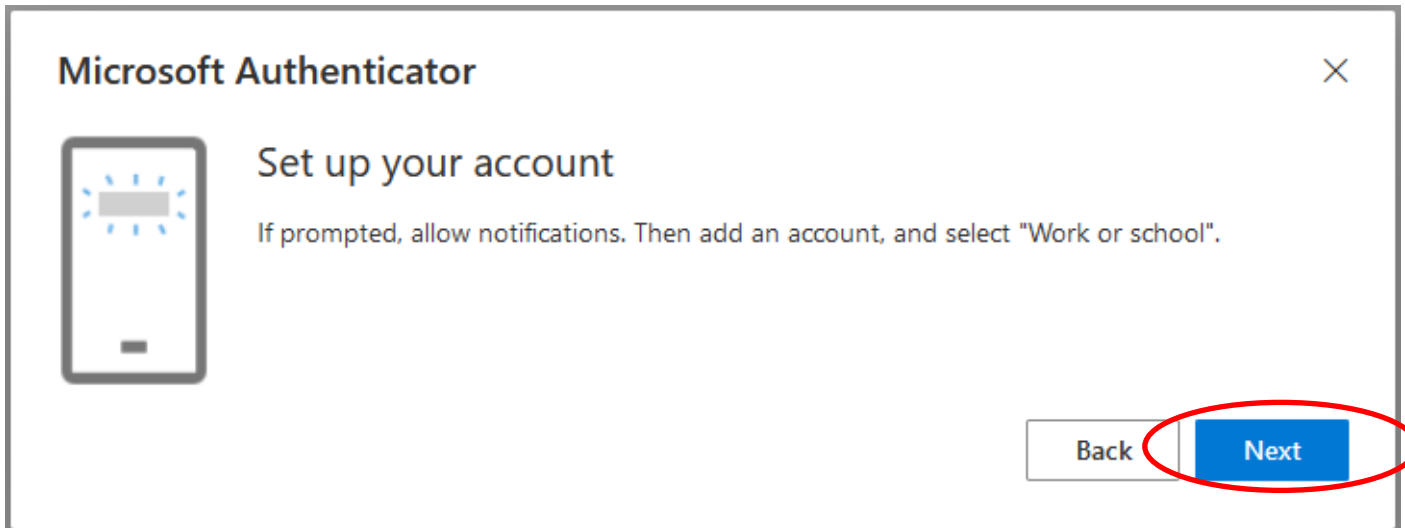 Microsoft Authenticator
Set up your account
If prompted, allow notifications. Then add an account, and select "Work or school".
Back Next